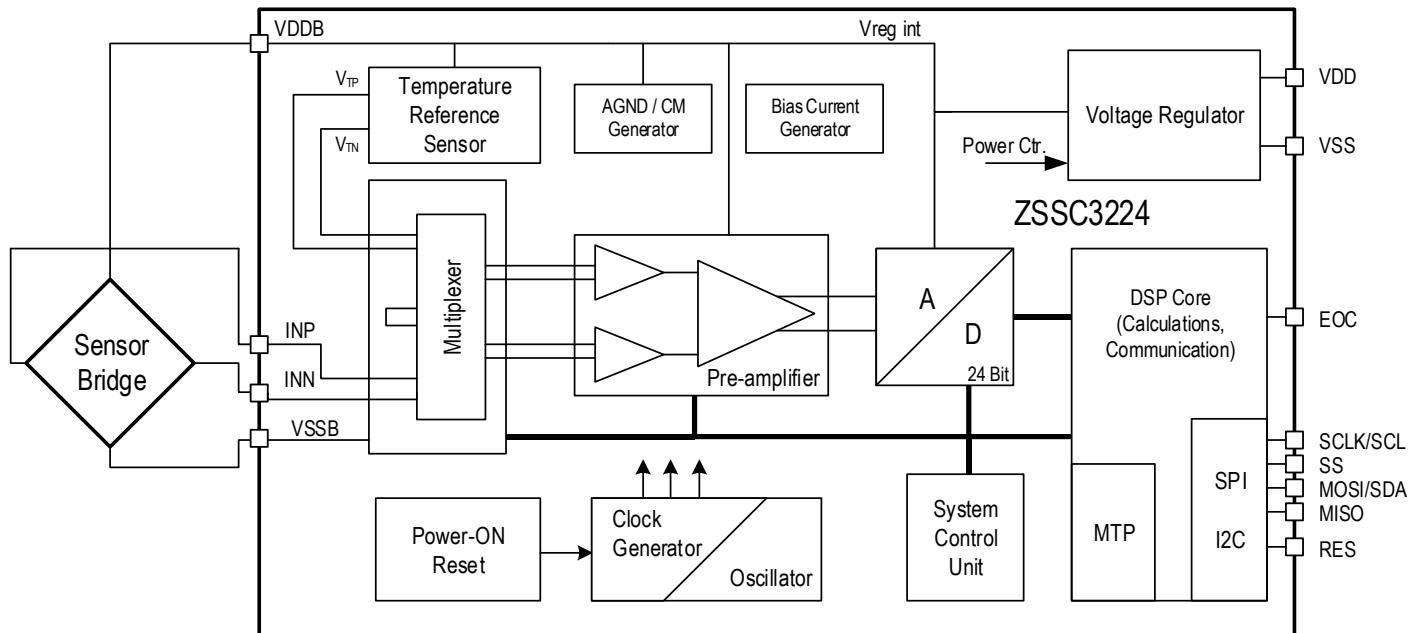 VDDB
Vreg int
VTP
Temperature
Reference
Sensor
VTN
AGND / CM
Generator
Bias Current
Generator
Voltage Regulator
Power Ctr.
VDD
VSS
ZSSC3224
Sensor
Bridge
INP
INN
VSSB
Multiplexer
Pre-amplifier
A
D
24 Bit
DSP Core
(Calculations,
Communication)
EOC
SCLK/SCL
SS
MOSI/SDA
MISO
RES
SPI
I2C
MTP
Power-ON
Reset
Clock
Generator
Oscillator
System
Control
Unit